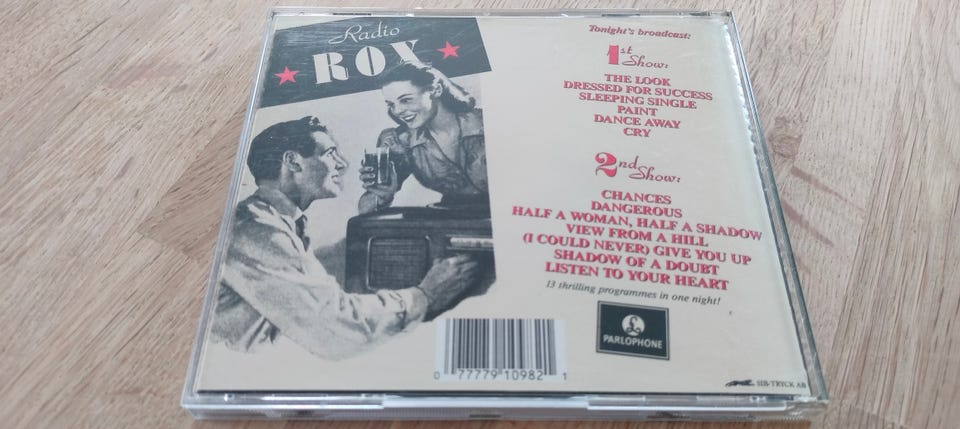 Radio
ROX
Tonight's broadcast:
1st Show:
THE LOOK
DRESSED FOR SUCCESS
SLEEPING SINGLE
PAINT
DANCE AWAY
CRY
2nd Show:
CHANCES
DANGEROUS
HALF A WOMAN, HALF A SHADOW
VIEW FROM A HILL
(I COULD NEVER) GIVE YOU UP
SHADOW OF A DOUBT
LISTEN TO YOUR HEART
13 thrilling programmes in one night!
£
PARLOPHONE
0 77779 10982 1
SIB-TRYCK AB